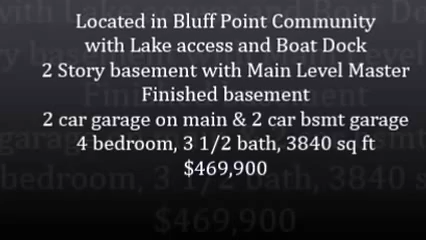 Located in Bluff Point Community
with Lake access and Boat Dock
2 Story basement with Main Level Master
Finished basement
2 car garage on main & 2 car bsmt garage
4 bedroom, 3 1/2 bath, 3840 sq ft
$469,900